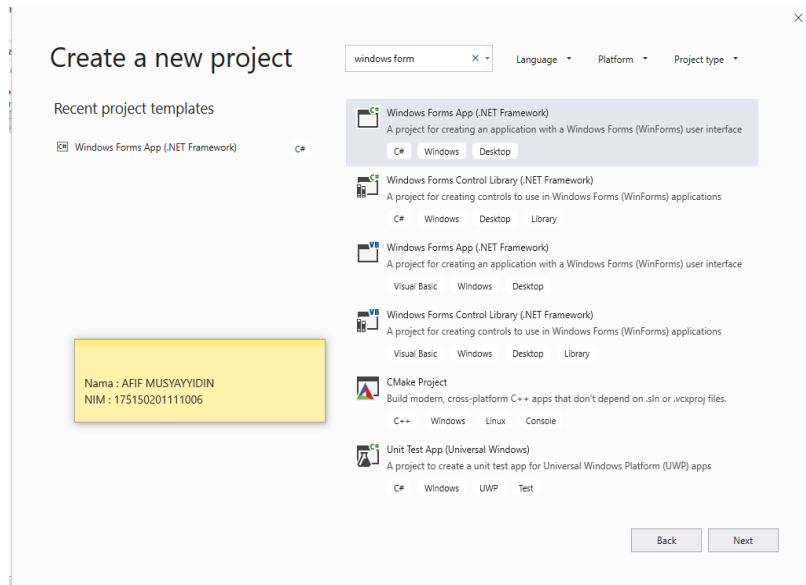 Create a new project
windows form
Language
Platform
Project type
Recent project templates
Windows Forms App (.NET Framework)
C#
Windows Forms App (.NET Framework)
A project for creating an application with a Windows Forms (WinForms) user interface
C# Windows Desktop
Windows Forms Control Library (.NET Framework)
A project for creating controls to use in Windows Forms (WinForms) applications
C# Windows Desktop Library
Windows Forms App (.NET Framework)
A project for creating an application with a Windows Forms (WinForms) user interface
Visual Basic Windows Desktop
Windows Forms Control Library (.NET Framework)
A project for creating controls to use in Windows Forms (WinForms) applications
Visual Basic Windows Desktop Library
CMake Project
Build modern, cross-platform C++ apps that don't depend on .sln or .vcxproj files.
C++ Windows Linux Console
Unit Test App (Universal Windows)
A project to create a unit test app for Universal Windows Platform (UWP) apps
C# Windows UWP Test
Nama : AFIF MUSYAYYIDIN
NIM : 175150201111006
Back
Next